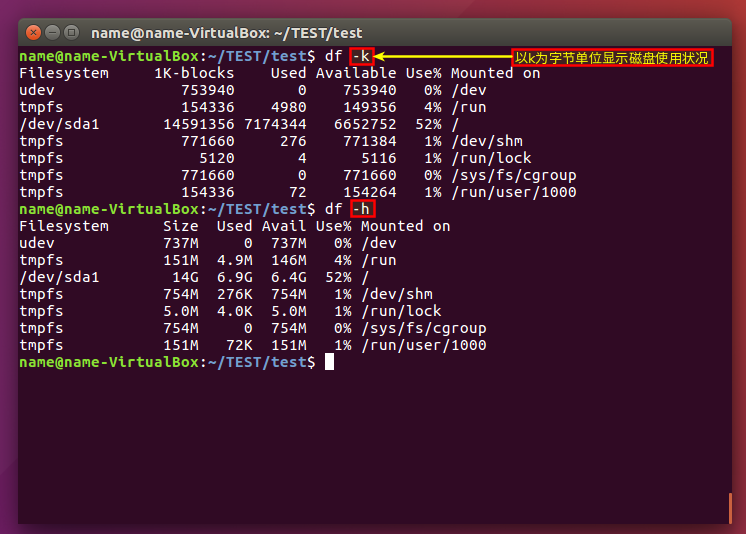 name@name-VirtualBox: ~/TEST/test
name@name-VirtualBox:~/TEST/test$ df -k 以k为字节单位显示磁盘使用状况
Filesystem 1K-blocks Used Available Use% Mounted on
udev 753940 0 753940 0% /dev
tmpfs 154336 4980 149356 4% /run
/dev/sda1 14591356 7174344 6652752 52% /
tmpfs 771660 276 771384 1% /dev/shm
tmpfs 5120 4 5116 1% /run/lock
tmpfs 771660 0 771660 0% /sys/fs/cgroup
tmpfs 154336 72 154264 1% /run/user/1000
name@name-VirtualBox:~/TEST/test$ df -h
Filesystem Size Used Avail Use% Mounted on
udev 737M 0 737M 0% /dev
tmpfs 151M 4.9M 146M 4% /run
/dev/sda1 14G 6.9G 6.4G 52% /
tmpfs 754M 276K 754M 1% /dev/shm
tmpfs 5.0M 4.0K 5.0M 1% /run/lock
tmpfs 754M 0 754M 0% /sys/fs/cgroup
tmpfs 151M 72K 151M 1% /run/user/1000
name@name-VirtualBox:~/TEST/test$